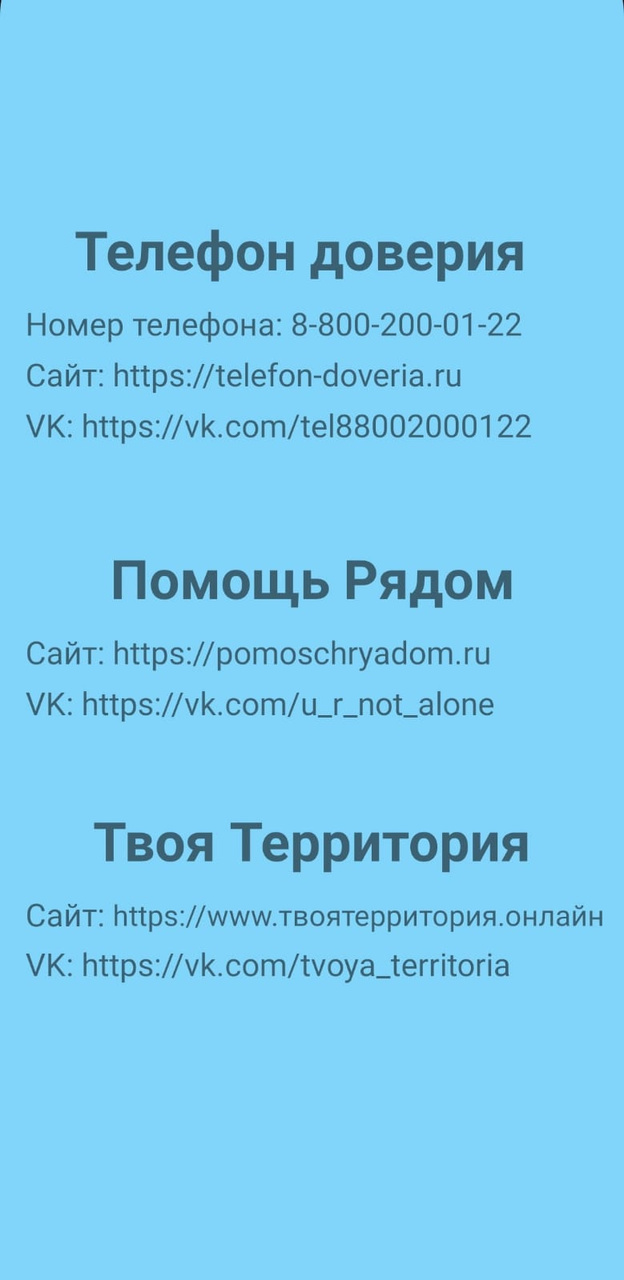 Телефон доверия
Номер телефона: 8-800-200-01-22
Сайт: https://telefon-doveria.ru
VK: https://vk.com/tel88002000122
Помощь Рядом
Сайт: https://pomoschryadom.ru
VK: https://vk.com/u_r_not_alone
Твоя Территория
Сайт: https://www.твоятерритория.онлайн
VK: https://vk.com/tvoya_territoria